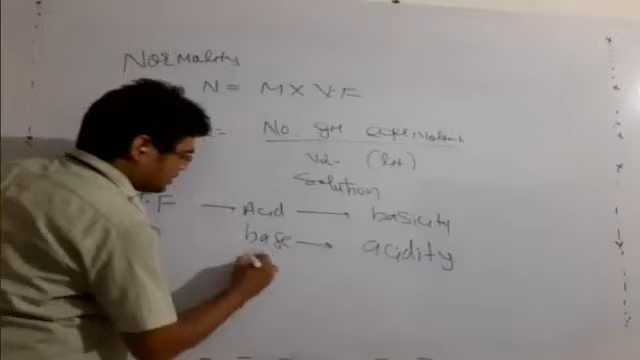 Normality
N = M x V.F
= No gm equivalent
Vol. (lit)
Solution
.F → Acid → basicity
base → acidity